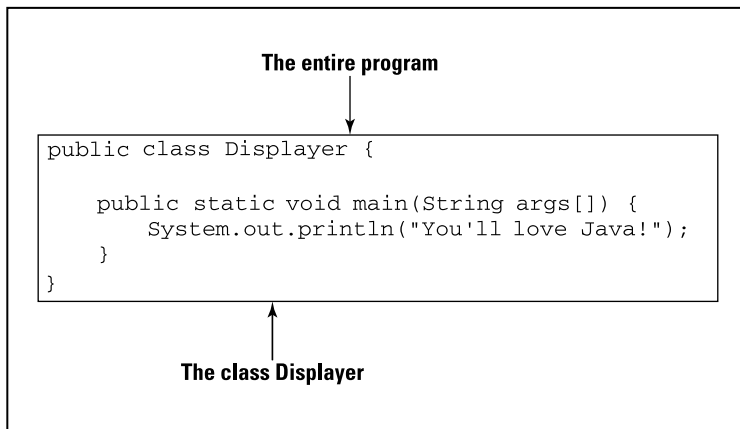 The entire program
public class Displayer {
public static void main(String args[]) {
System.out.println("You'll love Java!");
}
}
The class Displayer